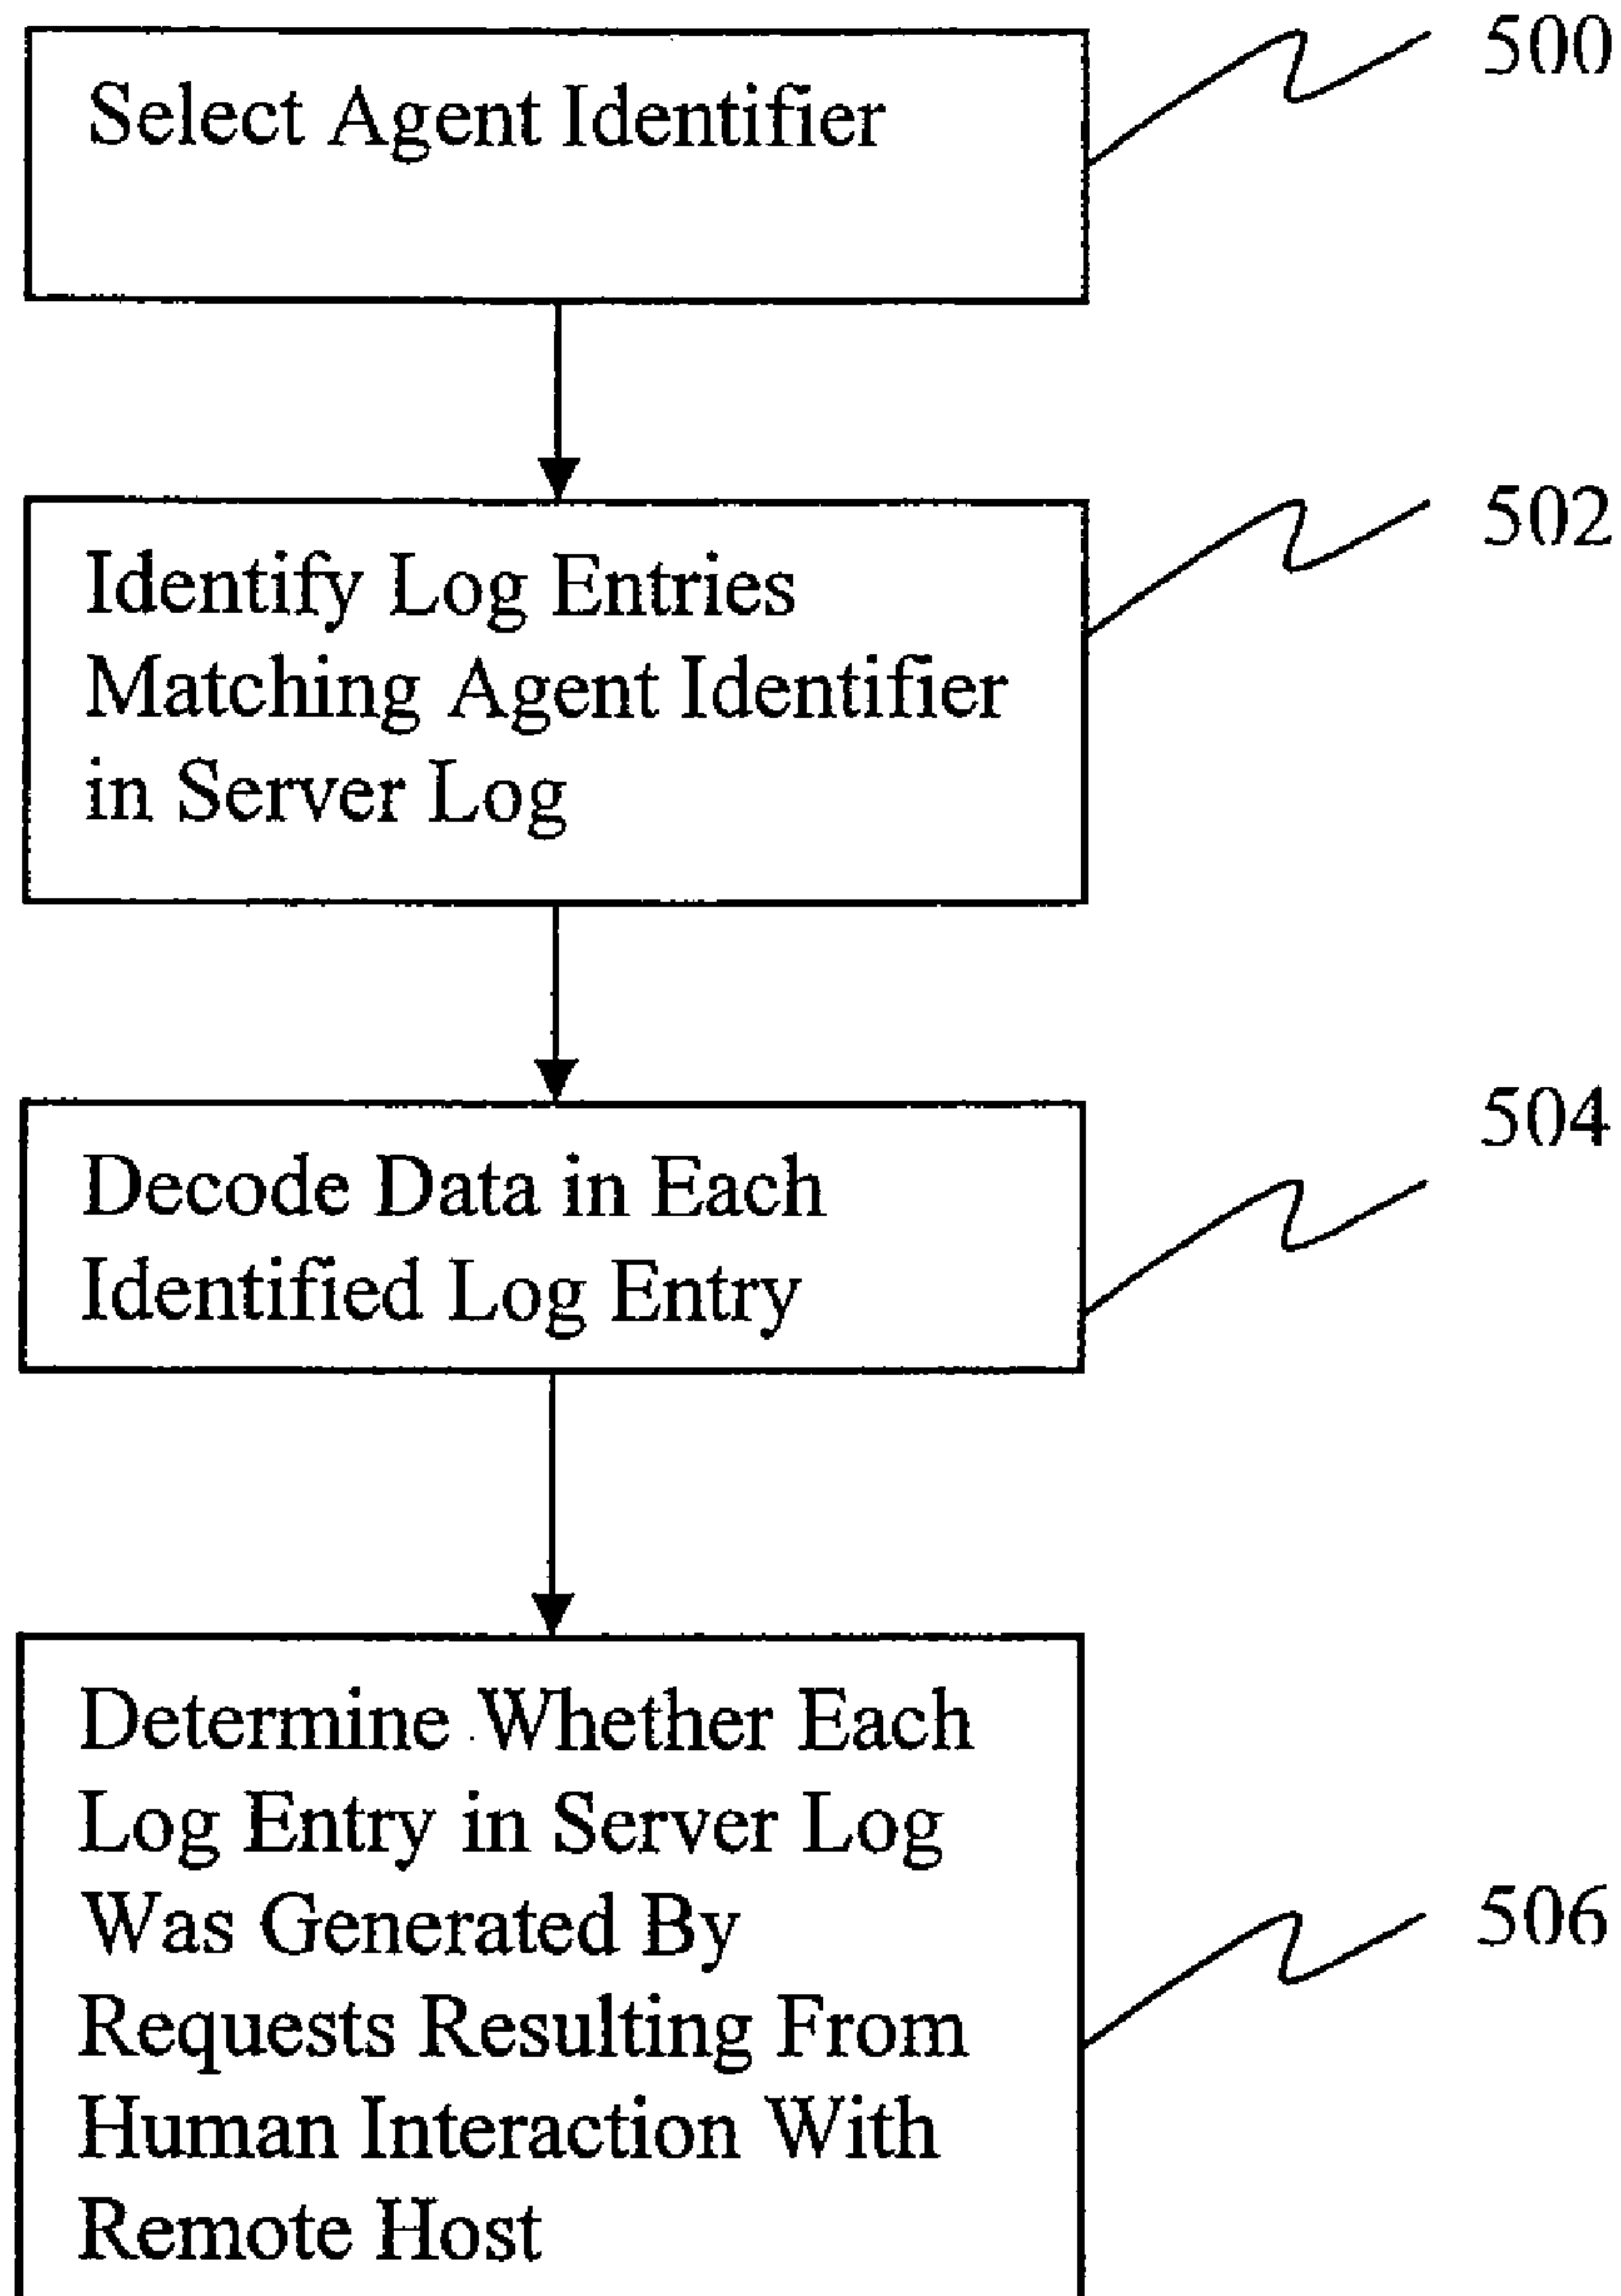 Select Agent Identifier
500
Identify Log Entries
Matching Agent Identifier
in Server Log
502
Decode Data in Each
Identified Log Entry
504
Determine Whether Each
Log Entry in Server Log
Was Generated By
Requests Resulting From
Human Interaction With
Remote Host
506